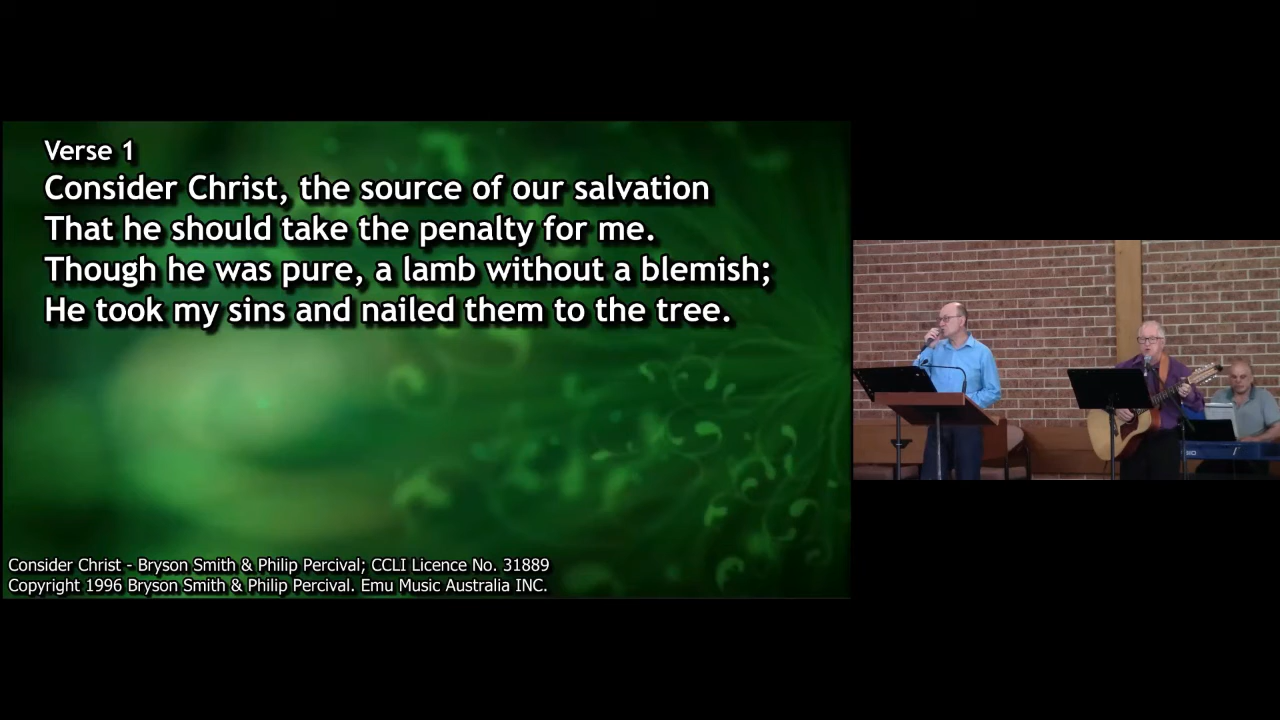 Verse 1
Consider Christ, the source of our salvation
That he should take the penalty for me.
Though he was pure, a lamb without a blemish;
He took my sins and nailed them to the tree.
Consider Christ - Bryson Smith & Philip Percival; CCLI Licence No. 31889
Copyright 1996 Bryson Smith & Philip Percival. Emu Music Australia INC.